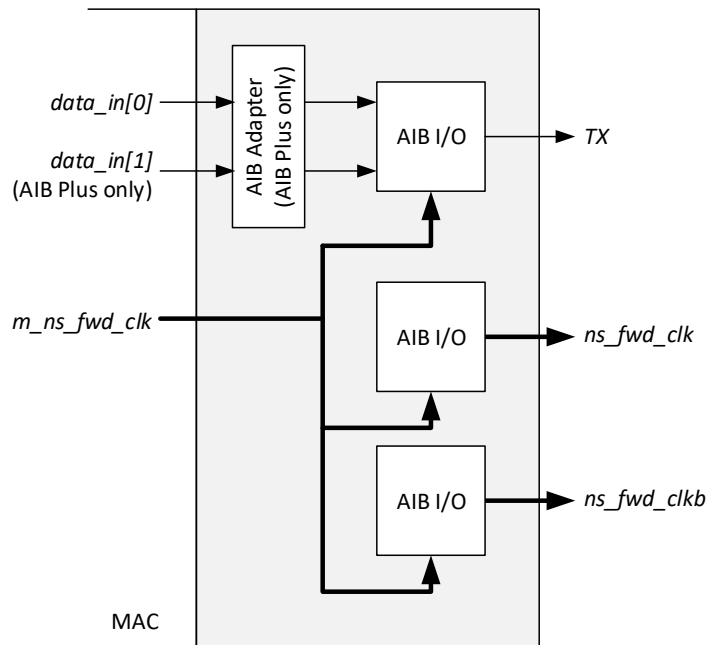 data_in[0]
data_in[1]
(AIB Plus only)
AIB Adapter
(AIB Plus only)
AIB I/O
TX
m_ns_fwd_clk
AIB I/O
ns_fwd_clk
AIB I/O
ns_fwd_clkb
MAC